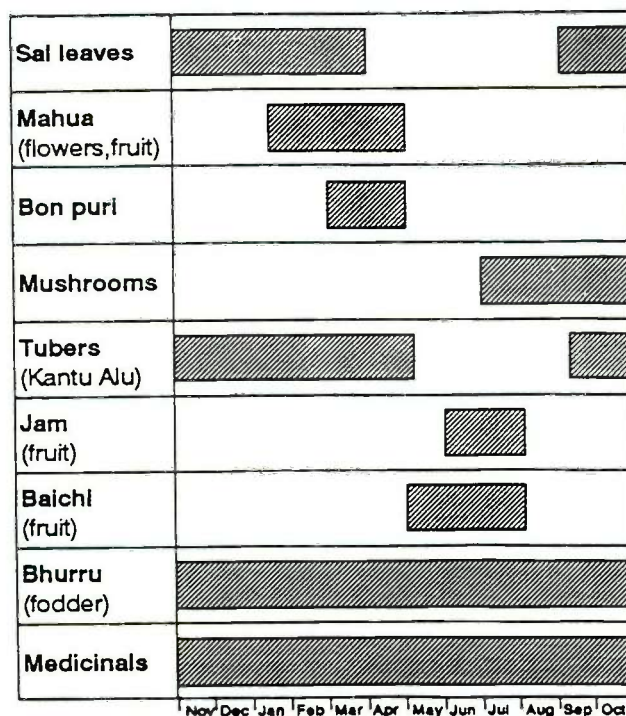 Sal leaves
Mahua
(flowers,fruit)
Bon puri
Mushrooms
Tubers
(Kantu Alu)
Jam
(fruit)
Baichi
(fruit)
Bhurru
(fodder)
Medicinals
Nov Dec Jan Feb Mar Apr May Jun Jul Aug Sep Oct